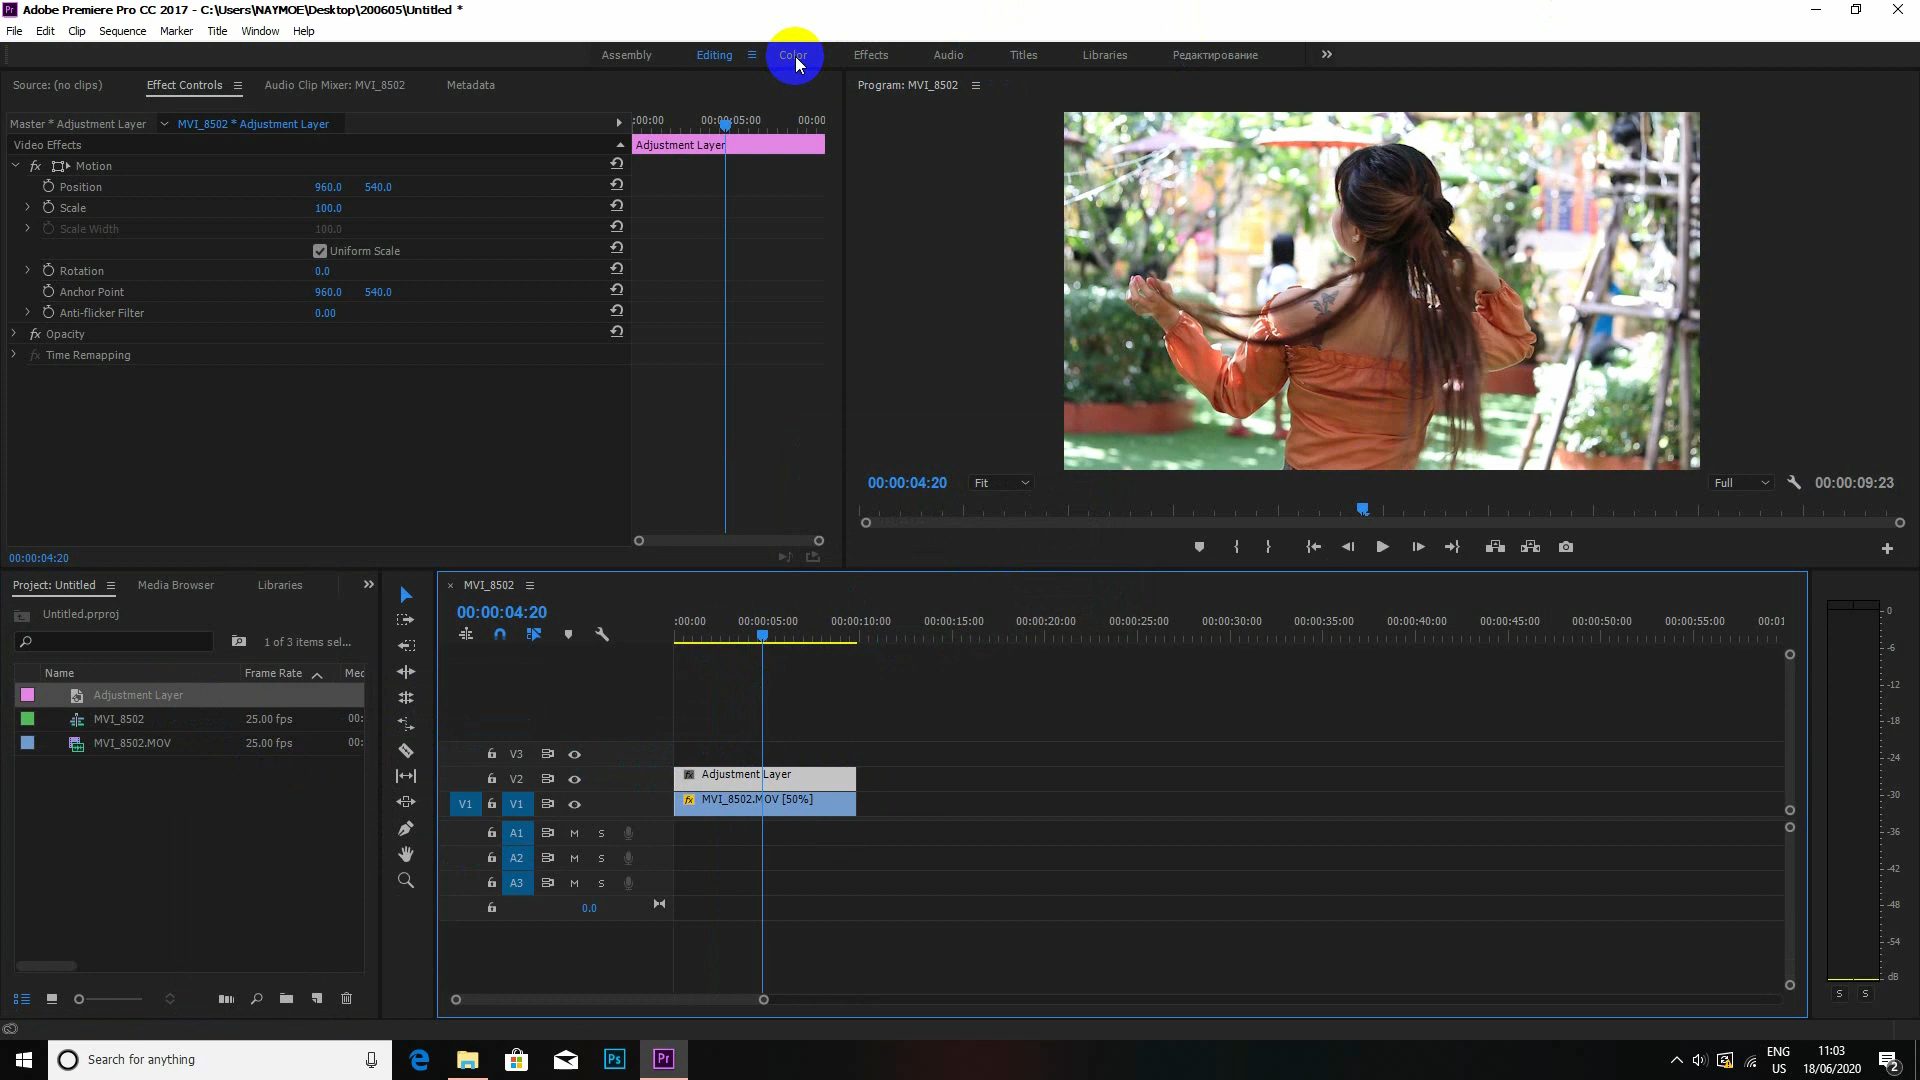 Adobe Premiere Pro CC 2017 - C:\Users\NAYMOE\Desktop\200605\Untitled *
File Edit Clip Sequence Marker Title Window Help
Assembly Editing Color Effects Audio Titles Libraries Редактирование
Source: (no clips) Effect Controls Audio Clip Mixer: MVI_8502 Metadata
Program: MVI_8502
Master * Adjustment Layer MVI_8502 * Adjustment Layer
:00:00 00:00:05:00 00:00
Video Effects
Adjustment Layer
fx Motion
Position 960.0 540.0
Scale 100.0
Scale Width 100.0
Uniform Scale
Rotation 0.0
Anchor Point 960.0 540.0
Anti-flicker Filter 0.00
fx Opacity
fx Time Remapping
00:00:04:20 Fit Full 00:00:09:23
00:00:04:20
Project: Untitled Media Browser Libraries
Untitled.prproj
1 of 3 items sel...
Name Frame Rate Mec
Adjustment Layer
MVI_8502 25.00 fps 00:
MVI_8502.MOV 25.00 fps 00:
MVI_8502
00:00:04:20
:00:00 00:00:05:00 00:00:10:00 00:00:15:00 00:00:20:00 00:00:25:00 00:00:30:00 00:00:35:00 00:00:40:00 00:00:45:00 00:00:50:00 00:00:55:00 00:01
V3
V2 fx Adjustment Layer
V1 V1 fx MVI_8502.MOV [50%]
A1 M S
A2 M S
A3 M S
0.0
0
-6
-12
-18
-24
-30
-36
-42
-48
-54
dB
S S
Search for anything
Ps Pr
ENG
US
11:03
18/06/2020
2